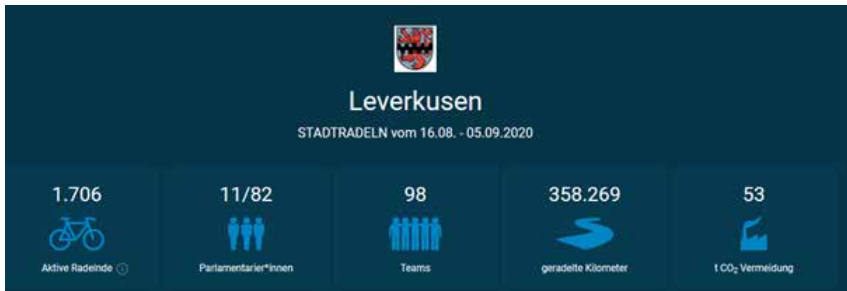 Leverkusen
STADTRADELN vom 16.08. - 05.09.2020
1.706
11/82
98
358.269
53
Aktive Radelnde
Parlamentarier*innen
Teams
geradelte Kilometer
t CO₂ Vermeidung